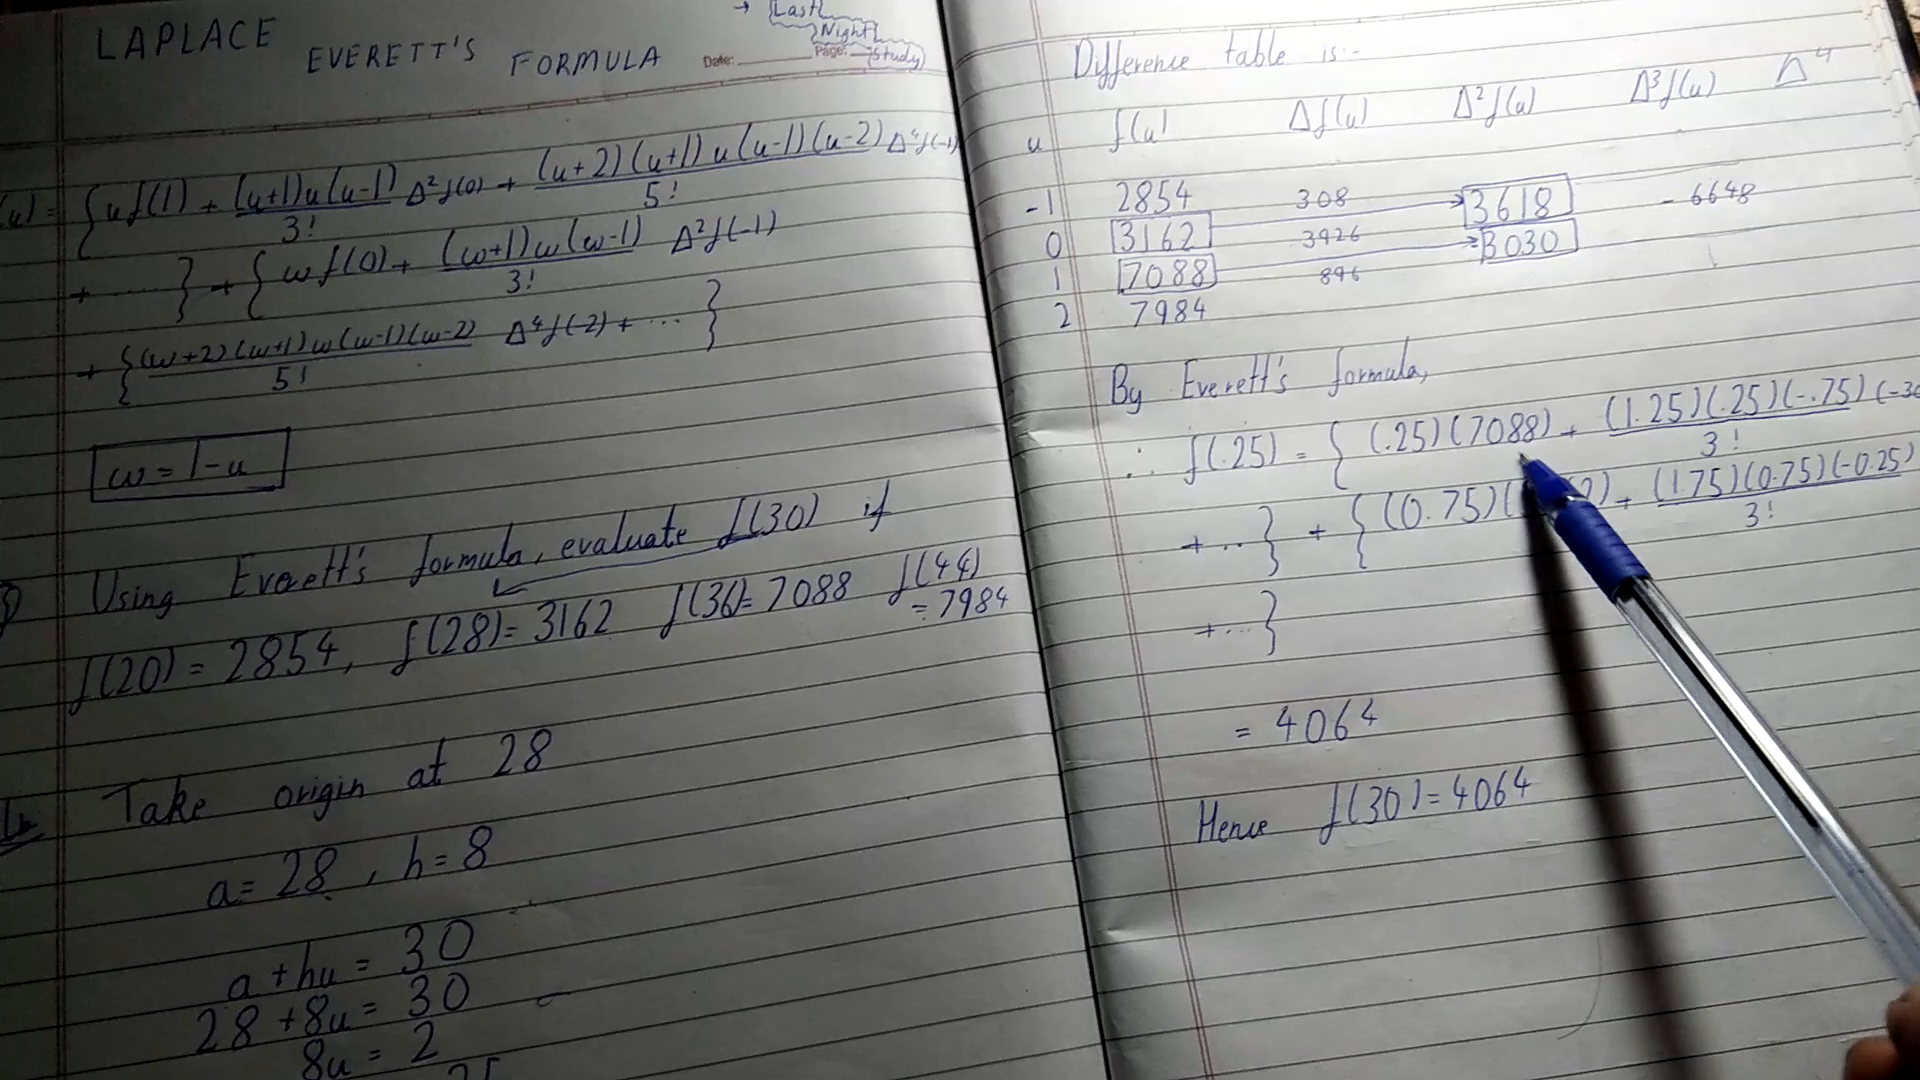 → Last
Night
(Study)
LAPLACE EVERETT'S FORMULA
Date: Page:
(u) = { u f(1) + (u+1)u(u-1)/3! Δ²f(0) + (u+2)(u+1)u(u-1)(u-2)/5! Δ⁴f(-1)
+ ...... } + { w f(0) + (w+1)w(w-1)/3! Δ²f(-1)
+ { (w+2)(w+1)w(w-1)(w-2)/5! Δ⁴f(-2) + ... }
w = 1-u
Using Everett's formula, evaluate f(30) if
f(20) = 2854, f(28) = 3162 f(36) = 7088 f(44)
= 7984
Take origin at 28
a = 28, h = 8
a + hu = 30
28 + 8u = 30
8u = 2
Difference table is:-
u f(u) Δf(u) Δ²f(u) Δ³f(u) Δ⁴
-1 2854 308 3618 - 6648
0 3162 3926 3030
1 7088 896
2 7984
By Everett's formula,
∴ f(.25) = { (.25)(7088) + (1.25)(.25)(-.75)/3! (-30
+ ... } + { (0.75)( 2) + (1.75)(0.75)(-0.25)/3!
+ ... }
= 4064
Hence f(30) = 4064